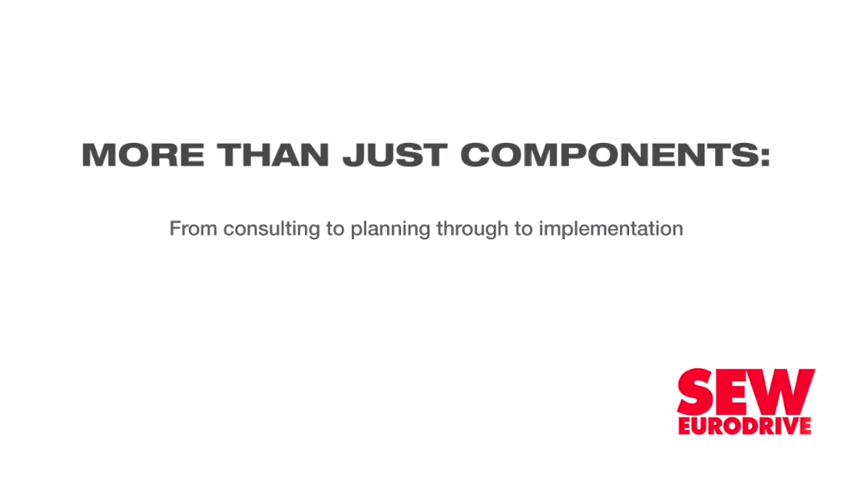 MORE THAN JUST COMPONENTS:
From consulting to planning through to implementation
SEW
EURODRIVE